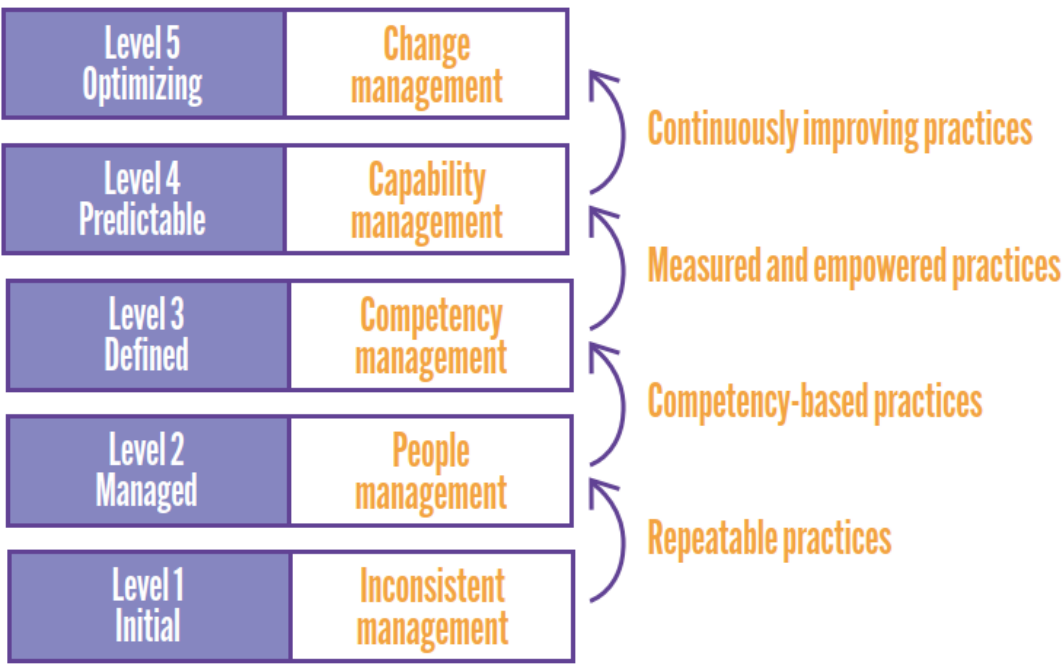 Level 5
Optimizing
Change
management
Continuously improving practices
Level 4
Predictable
Capability
management
Measured and empowered practices
Level 3
Defined
Competency
management
Competency-based practices
Level 2
Managed
People
management
Repeatable practices
Level 1
Initial
Inconsistent
management